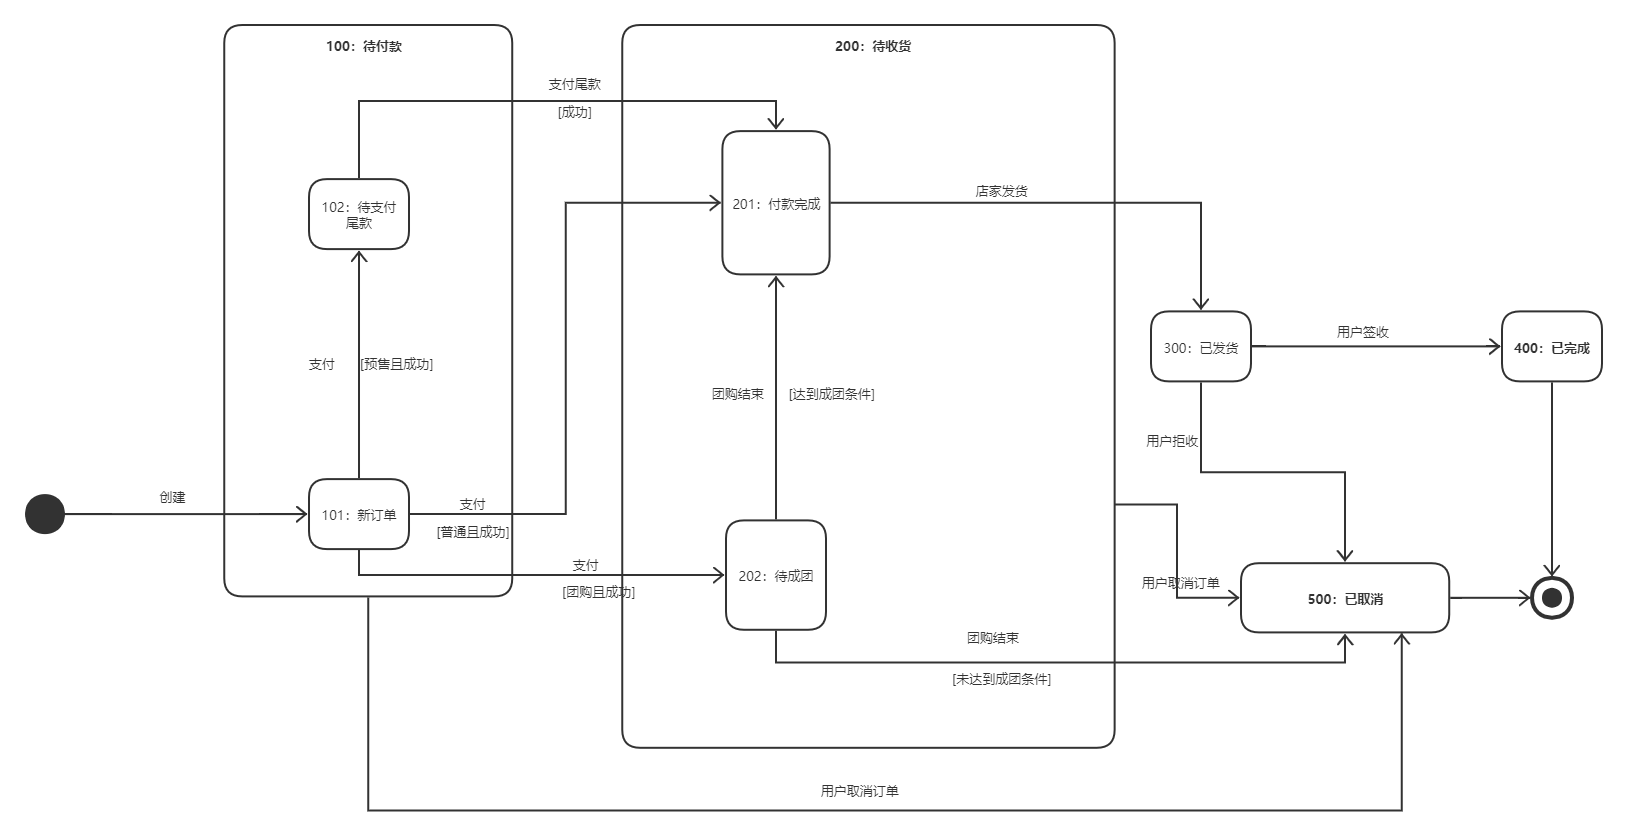 100：待付款
200：待收货
支付尾款
[成功]
102：待支付
尾款
201：付款完成
店家发货
支付
[预售且成功]
团购结束
[达到成团条件]
300：已发货
用户签收
400：已完成
用户拒收
创建
101：新订单
支付
[普通且成功]
支付
[团购且成功]
202：待成团
用户取消订单
500：已取消
团购结束
[未达到成团条件]
用户取消订单